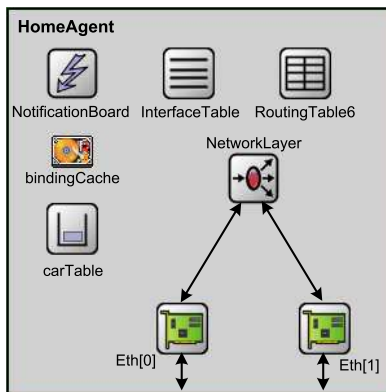 HomeAgent
NotificationBoard InterfaceTable RoutingTable6
NetworkLayer
bindingCache
carTable
Eth[0]
Eth[1]